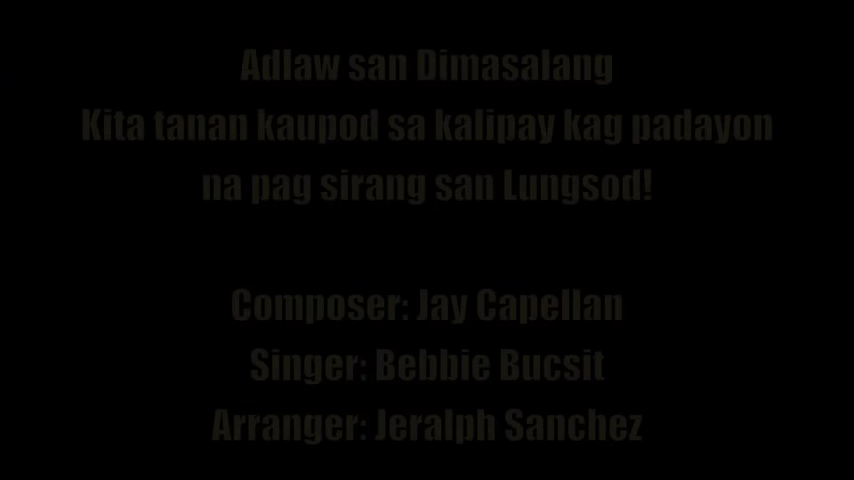 Adlaw san Dimasalang
Kita tanan kaupod sa kalipay kag padayon
na pag sirang san Lungsod!
Composer: Jay Capellan
Singer: Bebbie Bucsit
Arranger: Jeralph Sanchez